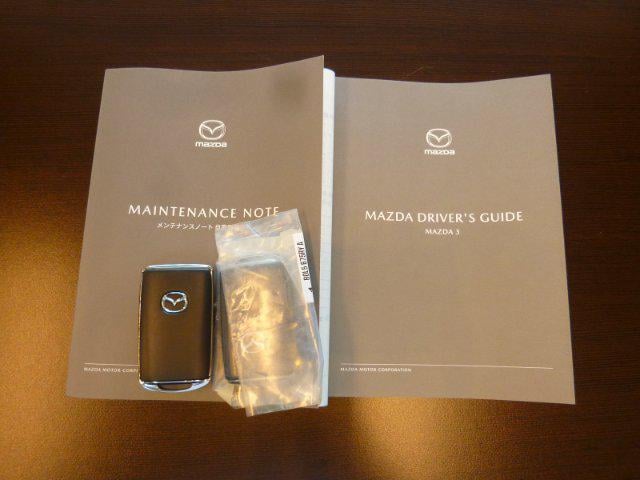 mazda
MAINTENANCE NOTE
メンテナンスノート
MAZDA MOTOR
mazda
MAZDA DRIVER'S GUIDE
MAZDA 3
MAZDA MOTOR CORPORATION